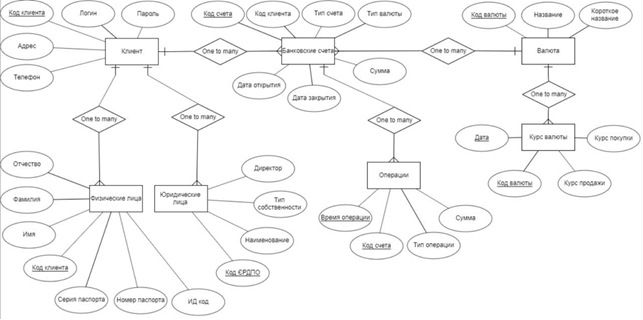 Код клиента
Логин
Пароль
Адрес
Телефон
Клиент
One to many
Код счета
Код клиента
Тип счета
Тип валюты
Банковские счета
Сумма
Дата открытия
Дата закрытия
One to many
Код валюты
Название
Короткое
название
Валюта
One to many
One to many
One to many
One to many
Дата
Курс валюты
Курс покупки
Код валюты
Курс продажи
Отчество
Фамилия
Имя
Код клиента
Серия паспорта
Номер паспорта
ИД код
Физические лица
Юридические
лица
Директор
Тип
собственности
Наименование
Код ЄРДПО
Операции
Время операции
Код счета
Тип операции
Сумма